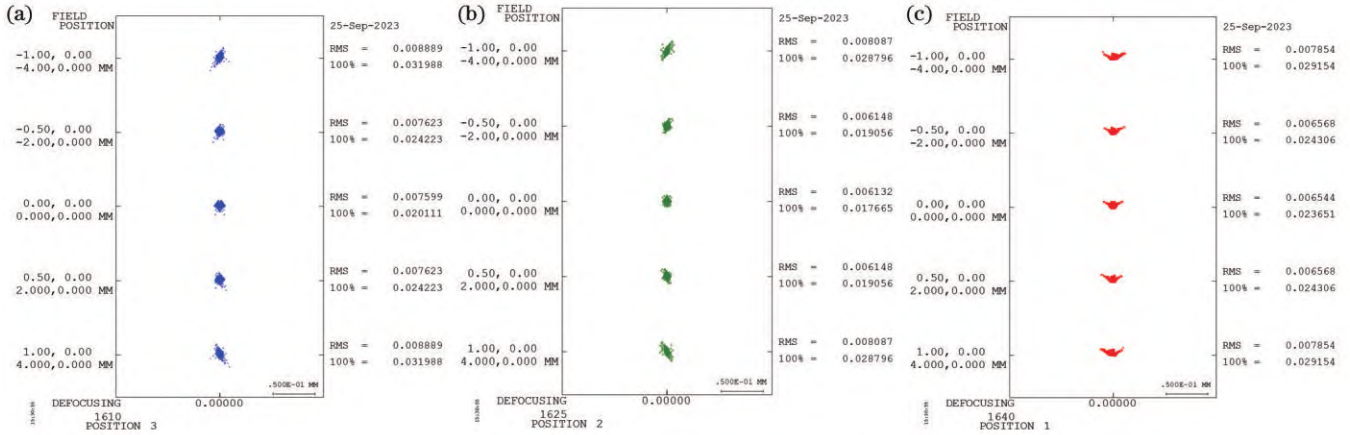 (a)
FIELD
POSITION
25-Sep-2023
-1.00, 0.00
-4.00,0.000 MM
RMS = 0.008889
100% = 0.031988
-0.50, 0.00
-2.00,0.000 MM
RMS = 0.007623
100% = 0.024223
0.00, 0.00
0.000,0.000 MM
RMS = 0.007599
100% = 0.020111
0.50, 0.00
2.000,0.000 MM
RMS = 0.007623
100% = 0.024223
1.00, 0.00
4.000,0.000 MM
RMS = 0.008889
100% = 0.031988
.500E-01 MM
DEFOCUSING 0.00000
1610
POSITION 3
(b)
FIELD
POSITION
25-Sep-2023
-1.00, 0.00
-4.00,0.000 MM
RMS = 0.008087
100% = 0.028796
-0.50, 0.00
-2.00,0.000 MM
RMS = 0.006148
100% = 0.019056
0.00, 0.00
0.000,0.000 MM
RMS = 0.006132
100% = 0.017665
0.50, 0.00
2.000,0.000 MM
RMS = 0.006148
100% = 0.019056
1.00, 0.00
4.000,0.000 MM
RMS = 0.008087
100% = 0.028796
.500E-01 MM
DEFOCUSING 0.00000
1625
POSITION 2
(c)
FIELD
POSITION
25-Sep-2023
-1.00, 0.00
-4.00,0.000 MM
RMS = 0.007854
100% = 0.029154
-0.50, 0.00
-2.00,0.000 MM
RMS = 0.006568
100% = 0.024306
0.00, 0.00
0.000,0.000 MM
RMS = 0.006544
100% = 0.023651
0.50, 0.00
2.000,0.000 MM
RMS = 0.006568
100% = 0.024306
1.00, 0.00
4.000,0.000 MM
RMS = 0.007854
100% = 0.029154
.500E-01 MM
DEFOCUSING 0.00000
1640
POSITION 1